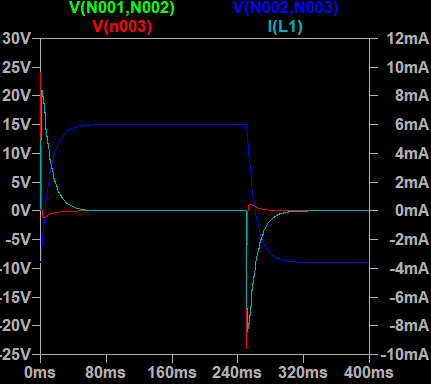 V(N001,N002) V(N002,N003)
V(n003) I(L1)
30V 12mA
25V 10mA
20V 8mA
15V 6mA
10V 4mA
5V 2mA
0V 0mA
-5V -2mA
-10V -4mA
-15V -6mA
-20V -8mA
-25V -10mA
0ms 80ms 160ms 240ms 320ms 400ms